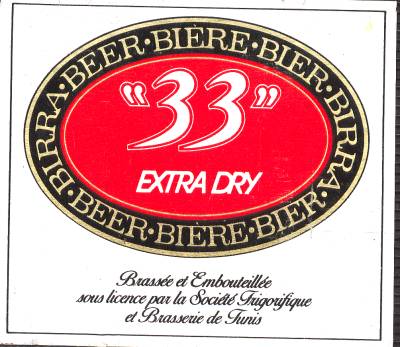 BIRRA·BEER·BIÈRE·BIER·BIRRA·
"33"
EXTRA DRY
BIRRA·BEER·BIÈRE·BIER·
Brassée et Embouteillée
sous licence par la Société Frigorifique
et Brasserie de Tunis